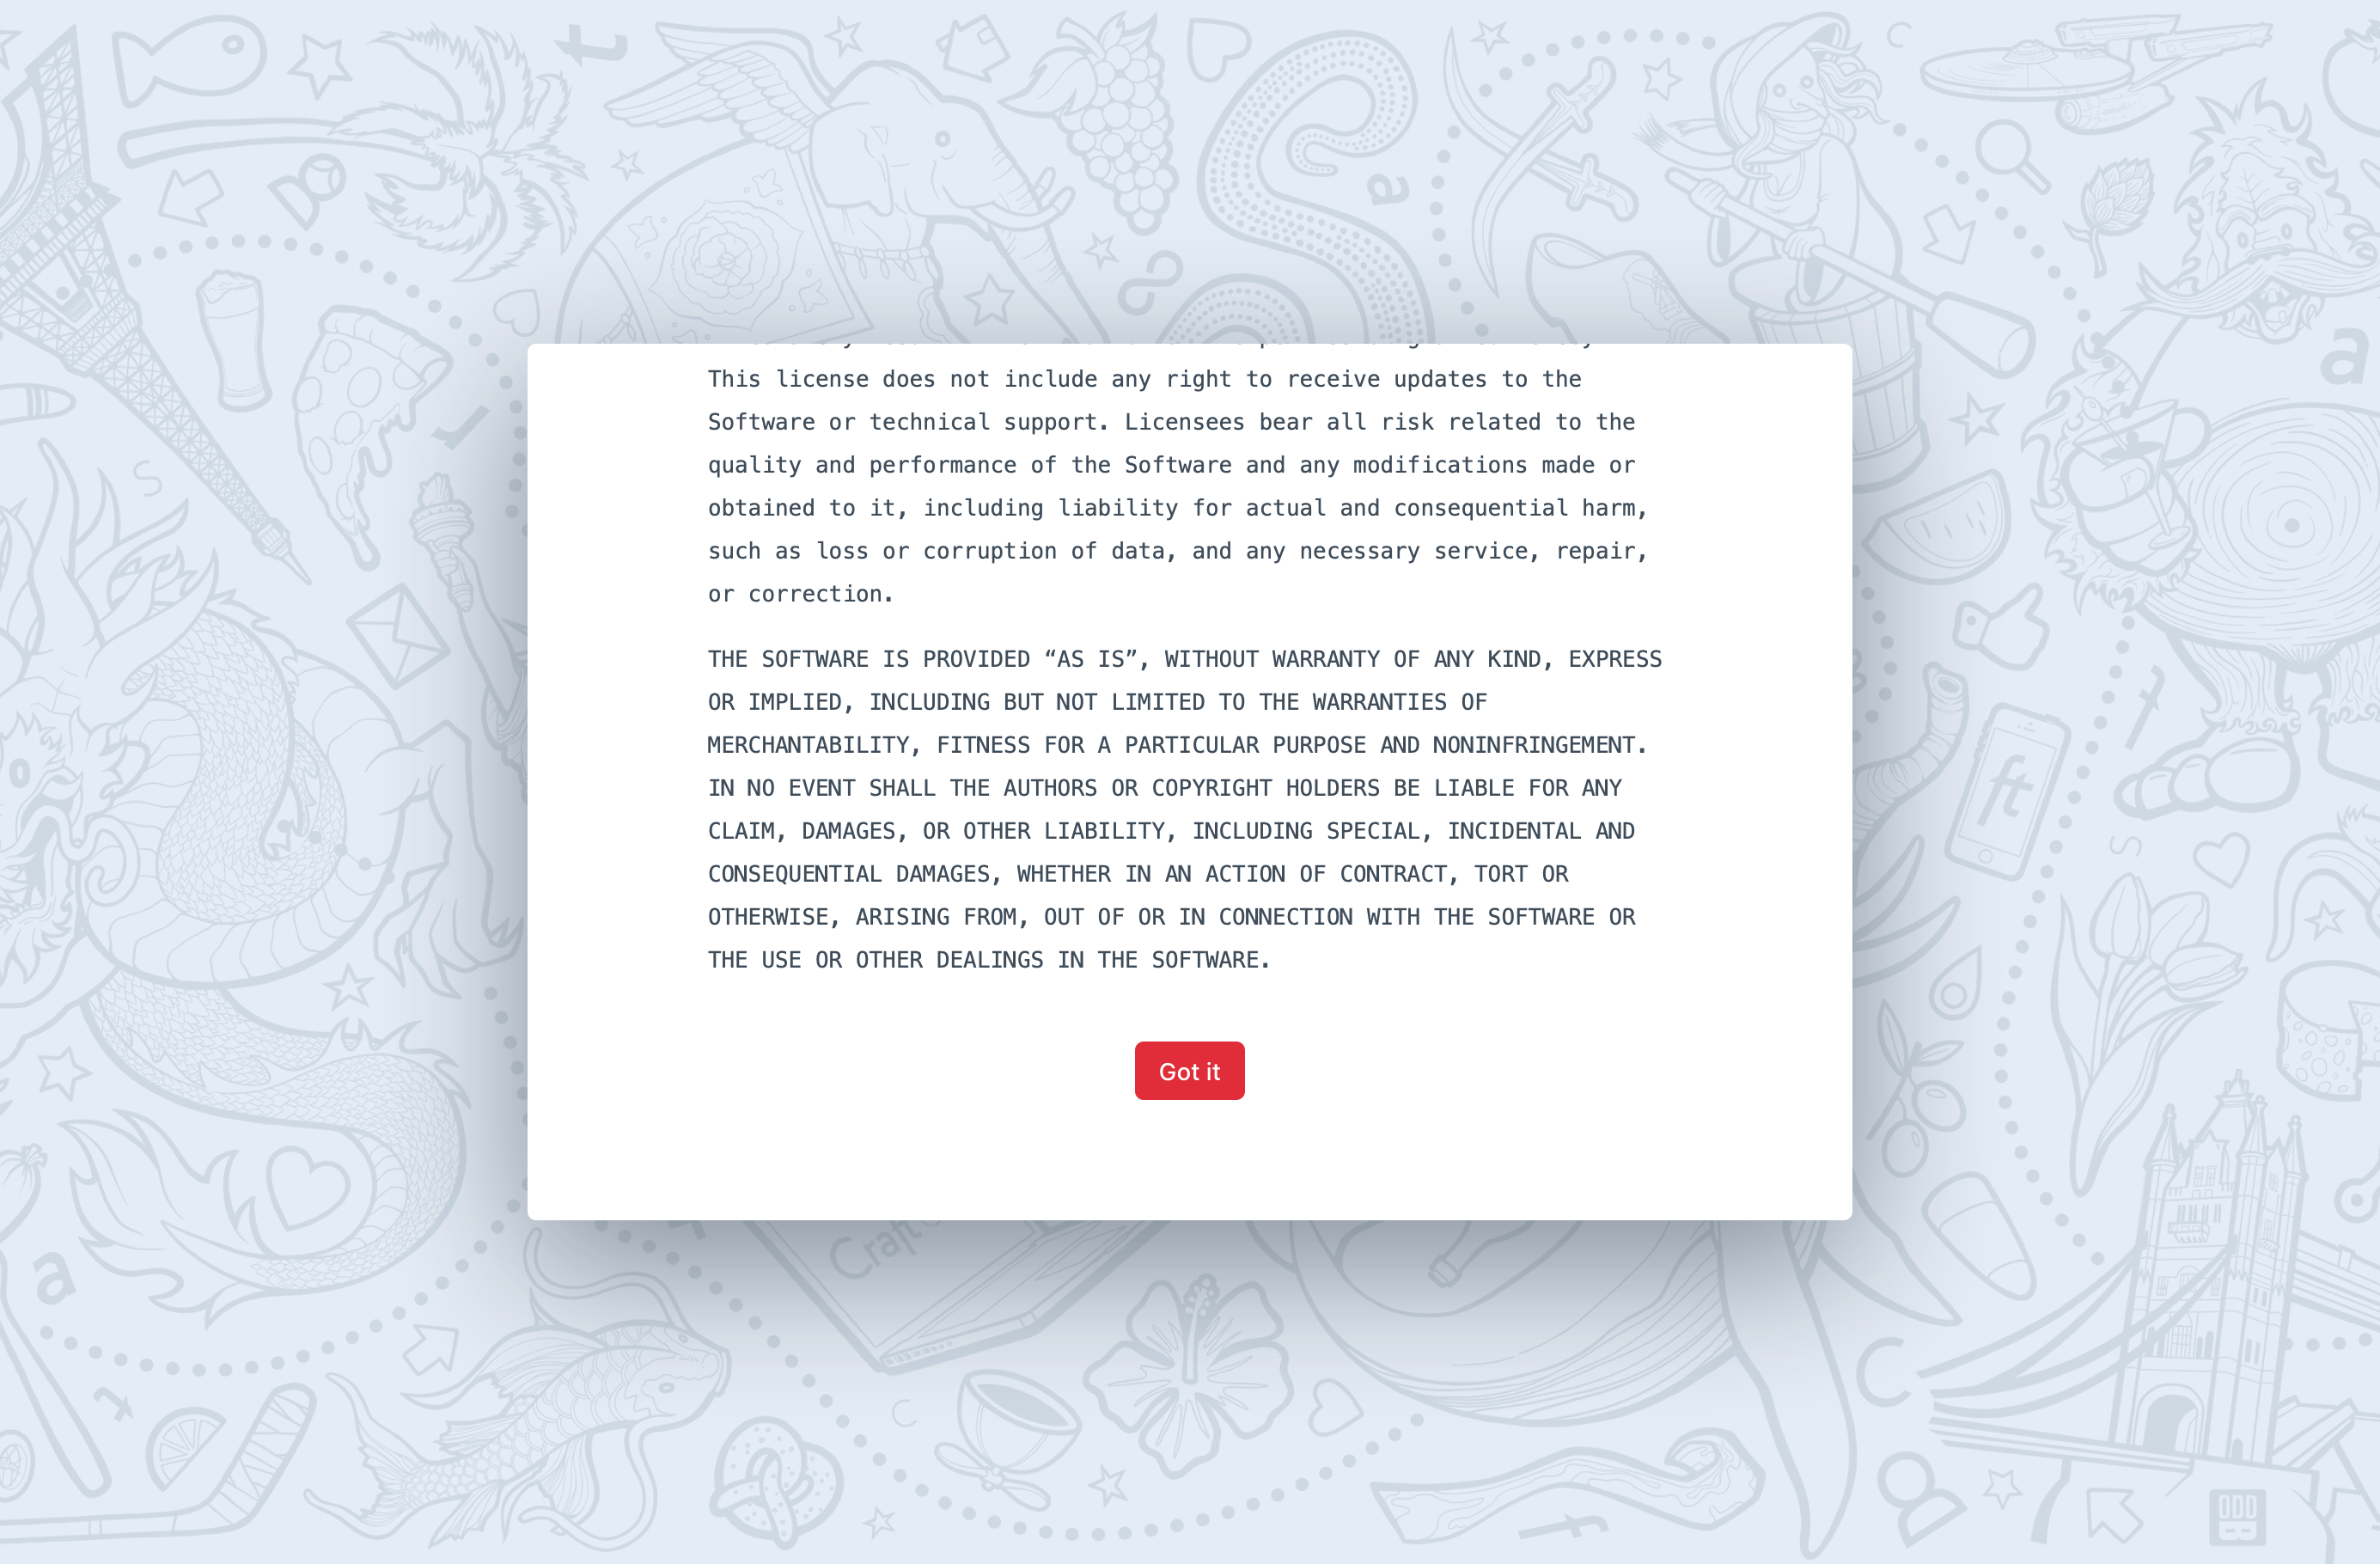 This license does not include any right to receive updates to the
Software or technical support. Licensees bear all risk related to the
quality and performance of the Software and any modifications made or
obtained to it, including liability for actual and consequential harm,
such as loss or corruption of data, and any necessary service, repair,
or correction.
THE SOFTWARE IS PROVIDED “AS IS”, WITHOUT WARRANTY OF ANY KIND, EXPRESS
OR IMPLIED, INCLUDING BUT NOT LIMITED TO THE WARRANTIES OF
MERCHANTABILITY, FITNESS FOR A PARTICULAR PURPOSE AND NONINFRINGEMENT.
IN NO EVENT SHALL THE AUTHORS OR COPYRIGHT HOLDERS BE LIABLE FOR ANY
CLAIM, DAMAGES, OR OTHER LIABILITY, INCLUDING SPECIAL, INCIDENTAL AND
CONSEQUENTIAL DAMAGES, WHETHER IN AN ACTION OF CONTRACT, TORT OR
OTHERWISE, ARISING FROM, OUT OF OR IN CONNECTION WITH THE SOFTWARE OR
THE USE OR OTHER DEALINGS IN THE SOFTWARE.
Got it
Craft